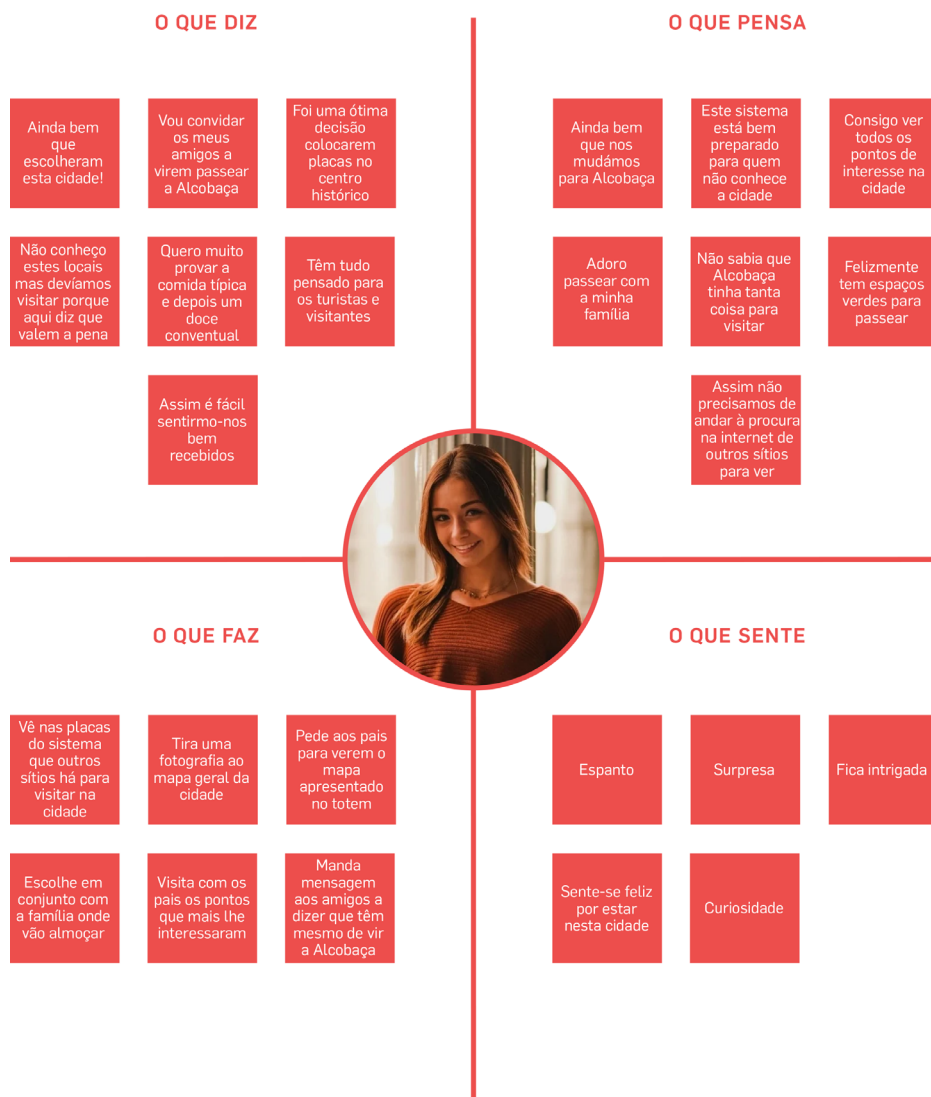 O QUE DIZ
Ainda bem
que
escolheram
esta cidade!
Vou convidar
os meus
amigos a
virem passear
a Alcobaça
Foi uma ótima
decisão
colocarem
placas no
centro
histórico
Não conheço
estes locais
mas devíamos
visitar porque
aqui diz que
valem a pena
Quero muito
provar a
comida típica
e depois um
doce
conventual
Têm tudo
pensado para
os turistas e
visitantes
Assim é fácil
sentirmo-nos
bem
recebidos
O QUE PENSA
Ainda bem
que nos
mudámos
para Alcobaça
Este sistema
está bem
preparado
para quem
não conhece
a cidade
Consigo ver
todos os
pontos de
interesse na
cidade
Adoro
passear com
a minha
família
Não sabia que
Alcobaça
tinha tanta
coisa para
visitar
Felizmente
tem espaços
verdes para
passear
Assim não
precisamos de
andar à procura
na internet de
outros sítios
para ver
O QUE FAZ
Vê nas placas
do sistema
que outros
sítios há para
visitar na
cidade
Tira uma
fotografia ao
mapa geral da
cidade
Pede aos pais
para verem o
mapa
apresentado
no totem
Escolhe em
conjunto com
a família onde
vão almoçar
Visita com os
pais os pontos
que mais lhe
interessaram
Manda
mensagem
aos amigos a
dizer que têm
mesmo de vir
a Alcobaça
O QUE SENTE
Espanto
Surpresa
Fica intrigada
Sente-se feliz
por estar
nesta cidade
Curiosidade